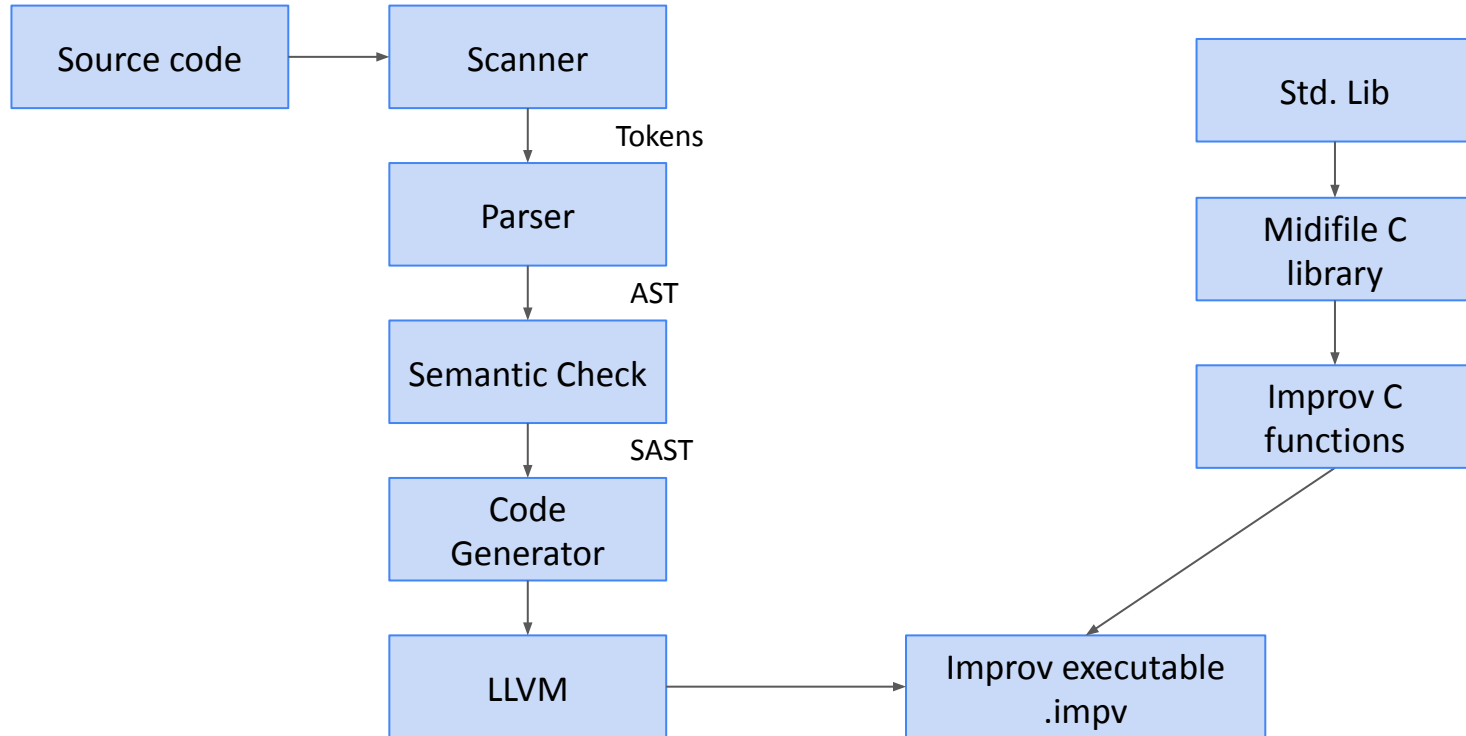 Source code
Scanner
Tokens
Parser
AST
Semantic Check
SAST
Code
Generator
LLVM
Std. Lib
Midifile C
library
Improv C
functions
Improv executable
.impv